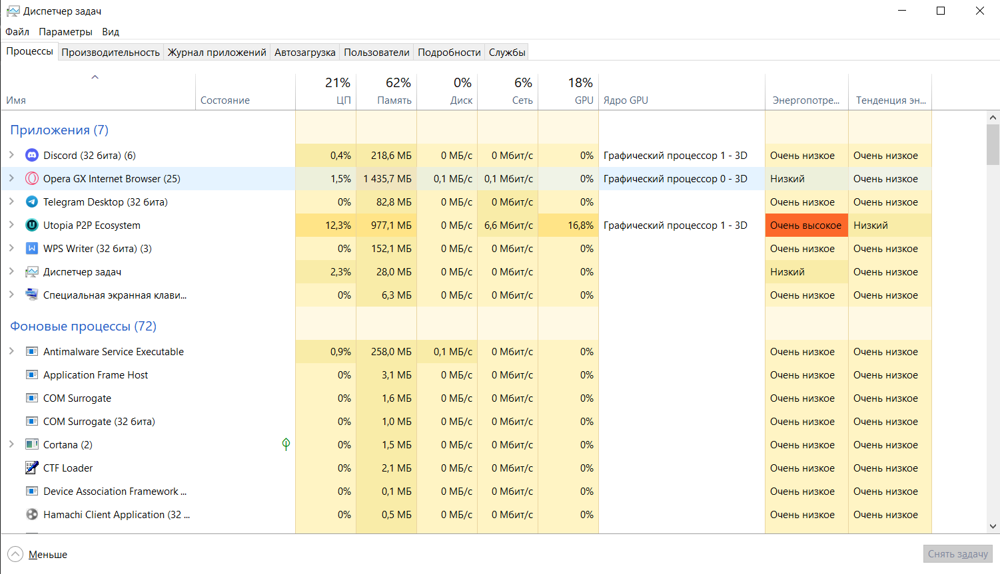 Диспетчер задач
Файл Параметры Вид
Процессы Производительность Журнал приложений Автозагрузка Пользователи Подробности Службы
21% 62% 0% 6% 18%
Имя Состояние ЦП Память Диск Сеть GPU Ядро GPU Энергопотре... Тенденция эн...
Приложения (7)
Discord (32 бита) (6) 0,4% 218,6 МБ 0 МБ/с 0 Мбит/с 0% Графический процессор 1 - 3D Очень низкое Очень низкое
Opera GX Internet Browser (25) 1,5% 1 435,7 МБ 0,1 МБ/с 0,1 Мбит/с 0% Графический процессор 0 - 3D Низкий Очень низкое
Telegram Desktop (32 бита) 0% 82,8 МБ 0 МБ/с 0 Мбит/с 0% Очень низкое Очень низкое
Utopia P2P Ecosystem 12,3% 977,1 МБ 0 МБ/с 6,6 Мбит/с 16,8% Графический процессор 1 - 3D Очень высокое Низкий
WPS Writer (32 бита) (3) 0% 152,1 МБ 0 МБ/с 0 Мбит/с 0% Очень низкое Очень низкое
Диспетчер задач 2,3% 28,0 МБ 0 МБ/с 0 Мбит/с 0% Низкий Очень низкое
Специальная экранная клави... 0% 6,3 МБ 0 МБ/с 0 Мбит/с 0% Очень низкое Очень низкое
Фоновые процессы (72)
Antimalware Service Executable 0,9% 258,0 МБ 0,1 МБ/с 0 Мбит/с 0% Очень низкое Очень низкое
Application Frame Host 0% 3,1 МБ 0 МБ/с 0 Мбит/с 0% Очень низкое Очень низкое
COM Surrogate 0% 1,6 МБ 0 МБ/с 0 Мбит/с 0% Очень низкое Очень низкое
COM Surrogate (32 бита) 0% 1,0 МБ 0 МБ/с 0 Мбит/с 0% Очень низкое Очень низкое
Cortana (2) 0% 1,5 МБ 0 МБ/с 0 Мбит/с 0% Очень низкое Очень низкое
CTF Loader 0% 2,1 МБ 0 МБ/с 0 Мбит/с 0% Очень низкое Очень низкое
Device Association Framework ... 0% 0,1 МБ 0 МБ/с 0 Мбит/с 0% Очень низкое Очень низкое
Hamachi Client Application (32 ... 0% 0,5 МБ 0 МБ/с 0 Мбит/с 0% Очень низкое Очень низкое
Меньше Снять задачу